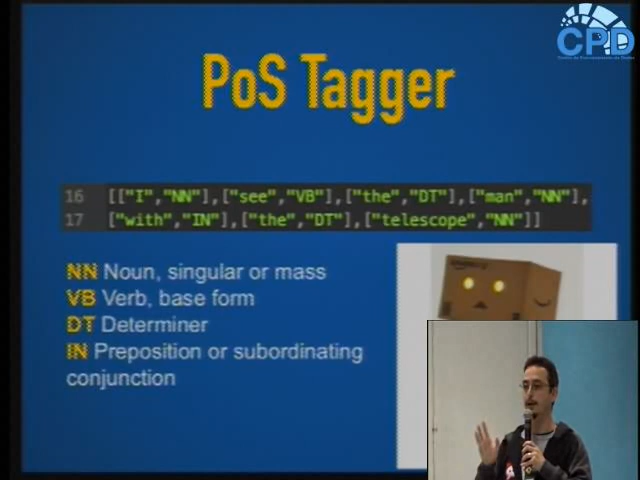 CPD
PoS Tagger
16 [["I","NN"],["see","VB"],["the","DT"],["man","NN"],
17 ["with","IN"],["the","DT"],["telescope","NN"]]
NN Noun, singular or mass
VB Verb, base form
DT Determiner
IN Preposition or subordinating
conjunction